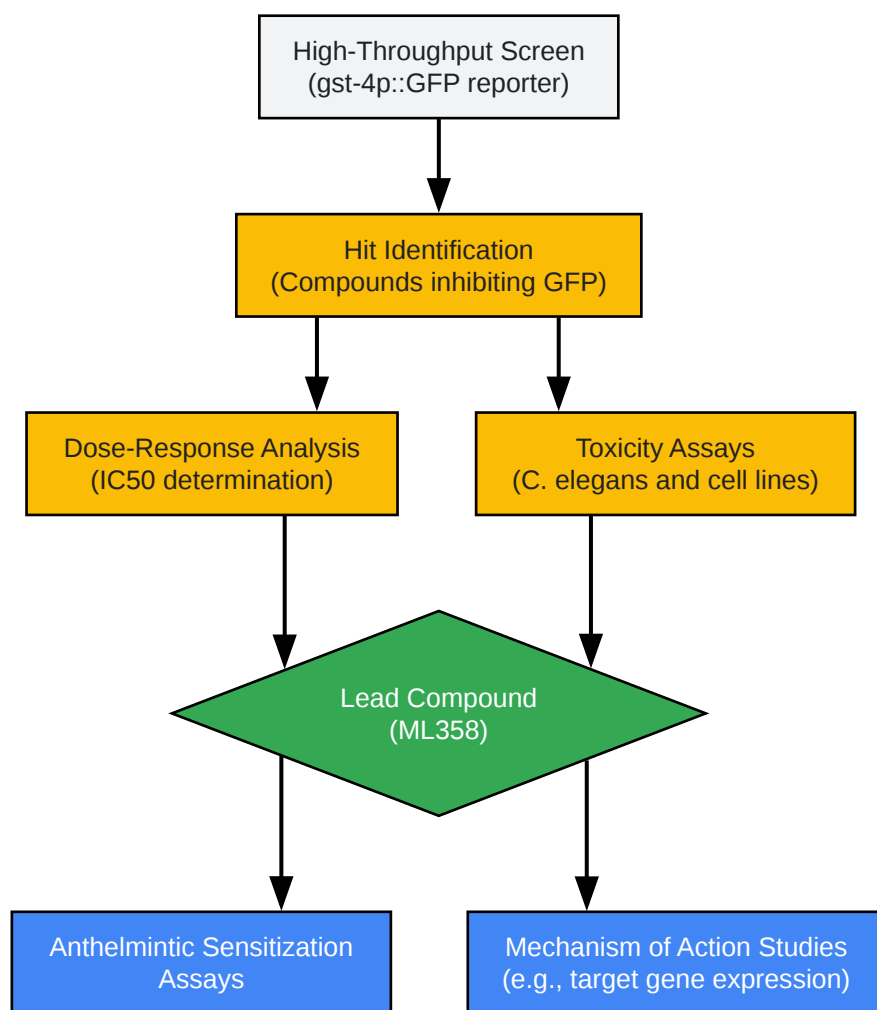 High-Throughput Screen
(gst-4p::GFP reporter)
Hit Identification
(Compounds inhibiting GFP)
Dose-Response Analysis
(IC50 determination)
Toxicity Assays
(C. elegans and cell lines)
Lead Compound
(ML358)
Anthelmintic Sensitization
Assays
Mechanism of Action Studies
(e.g., target gene expression)